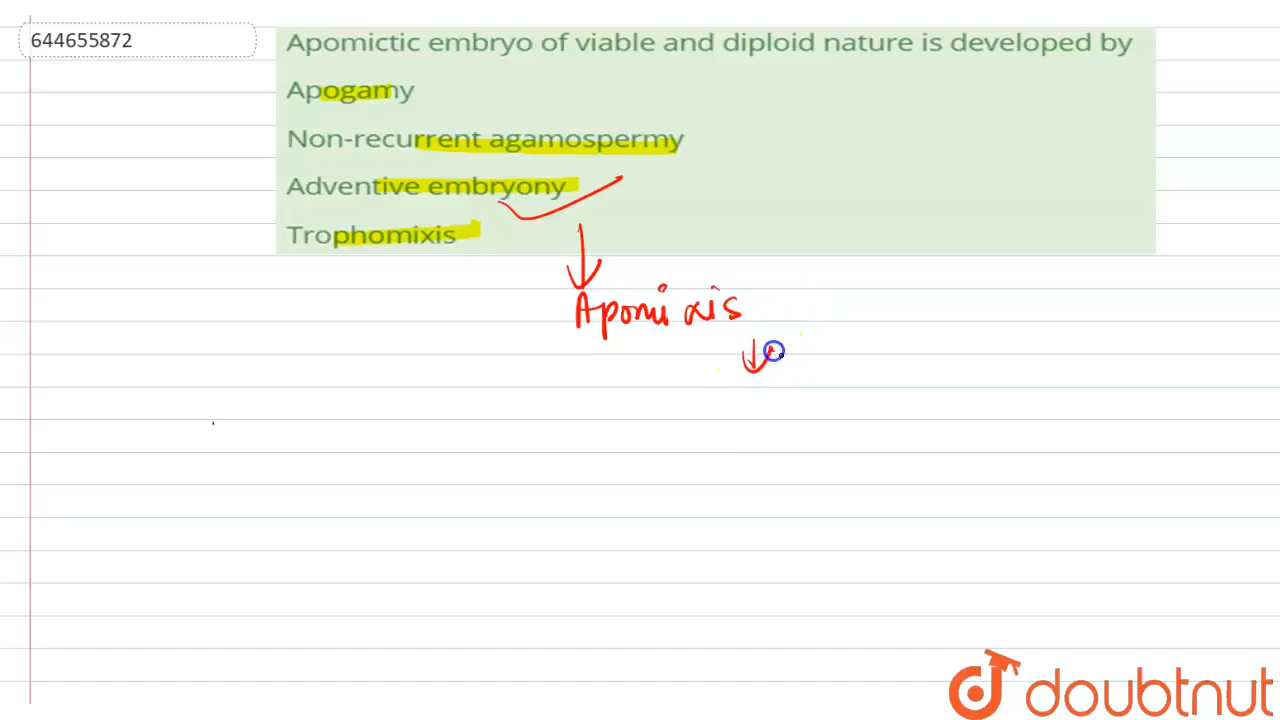 644655872
Apomictic embryo of viable and diploid nature is developed by
Apogamy
Non-recurrent agamospermy
Adventive embryony
Trophomixis
Apomixis
doubtnut